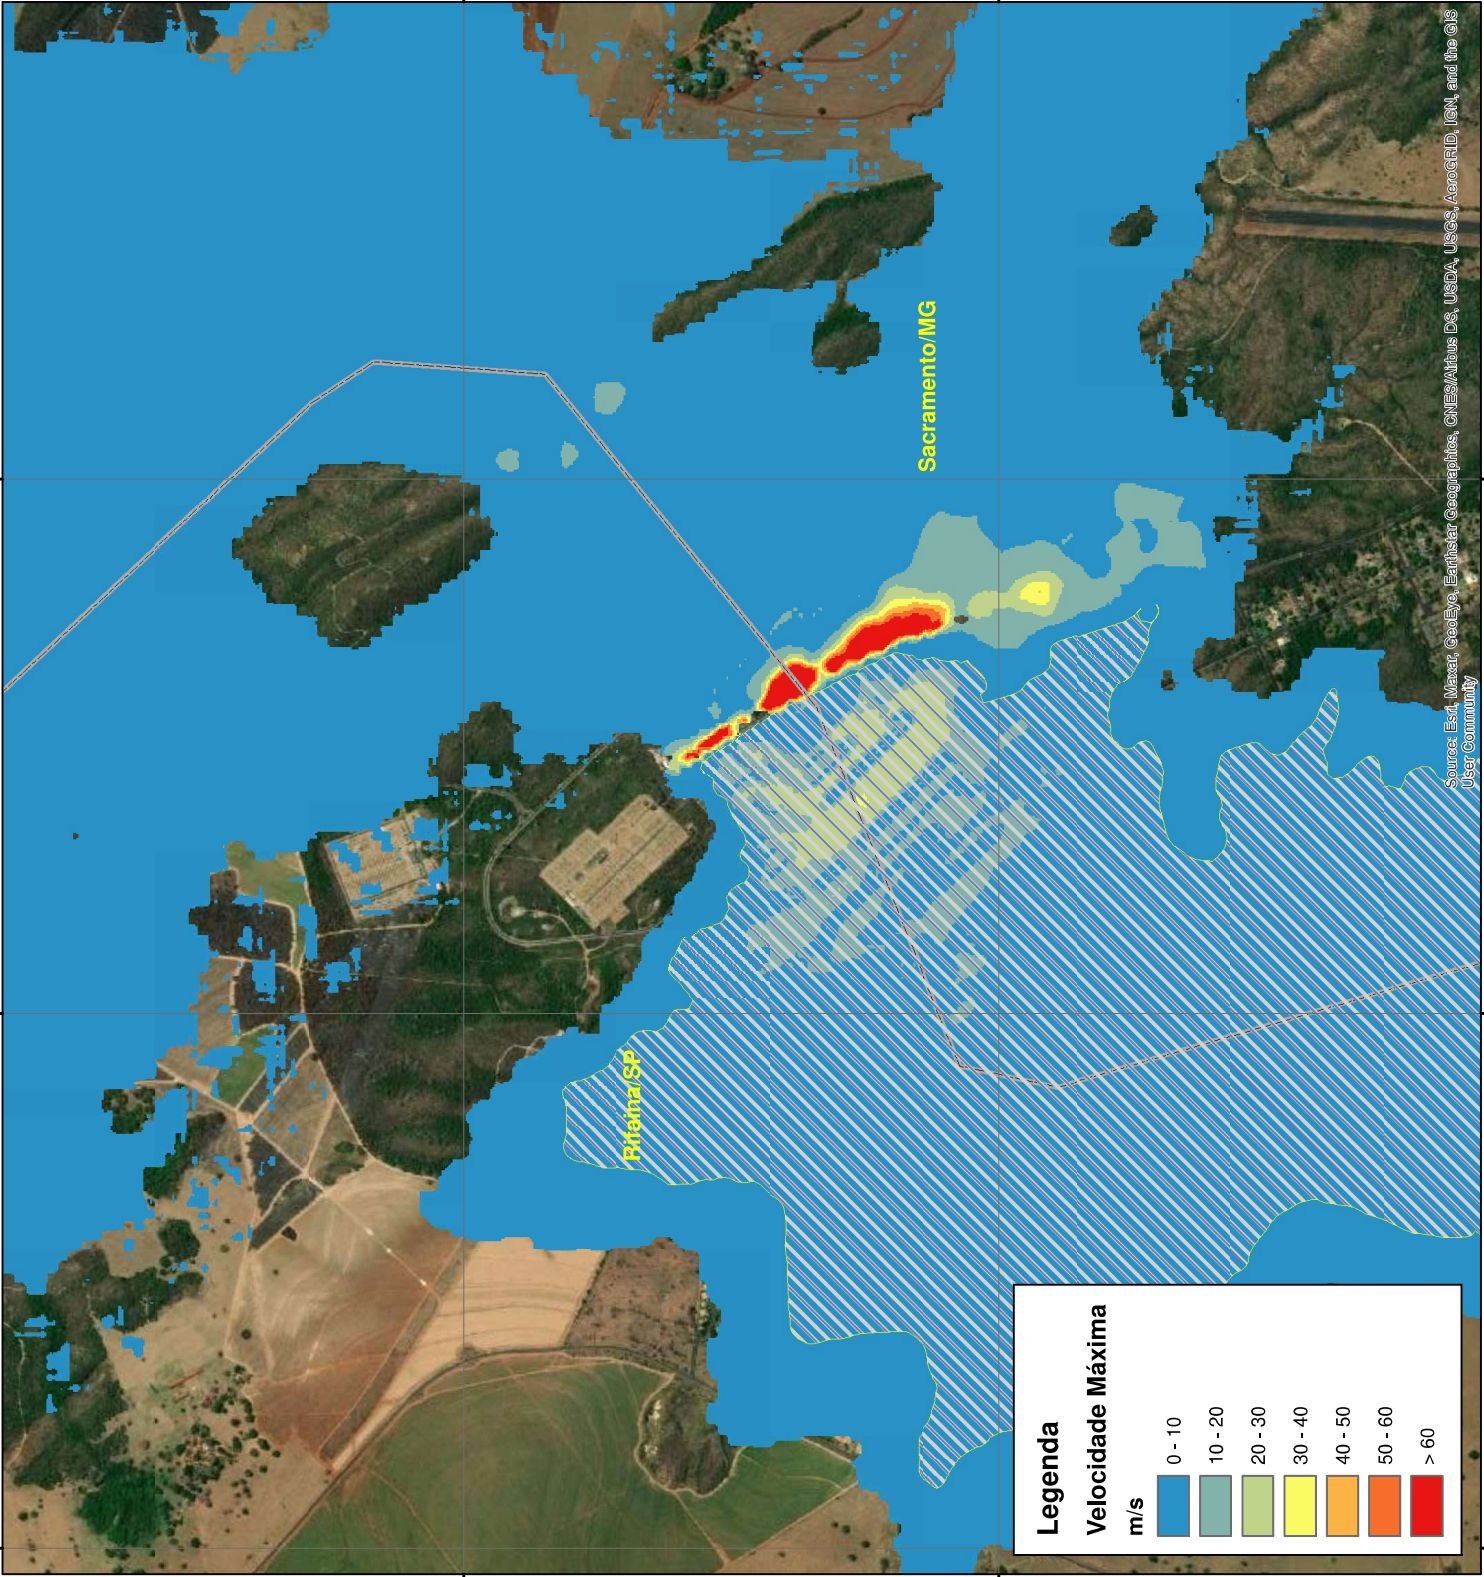 Sacramento/MG
Rifaina/SP
Legenda
Velocidade Máxima
m/s
0 - 10
10 - 20
20 - 30
30 - 40
40 - 50
50 - 60
> 60
Source: Esri, Maxar, GeoEye, Earthstar Geographics, CNES/Airbus DS, USDA, USGS, AeroGRID, IGN, and the GIS
User Community